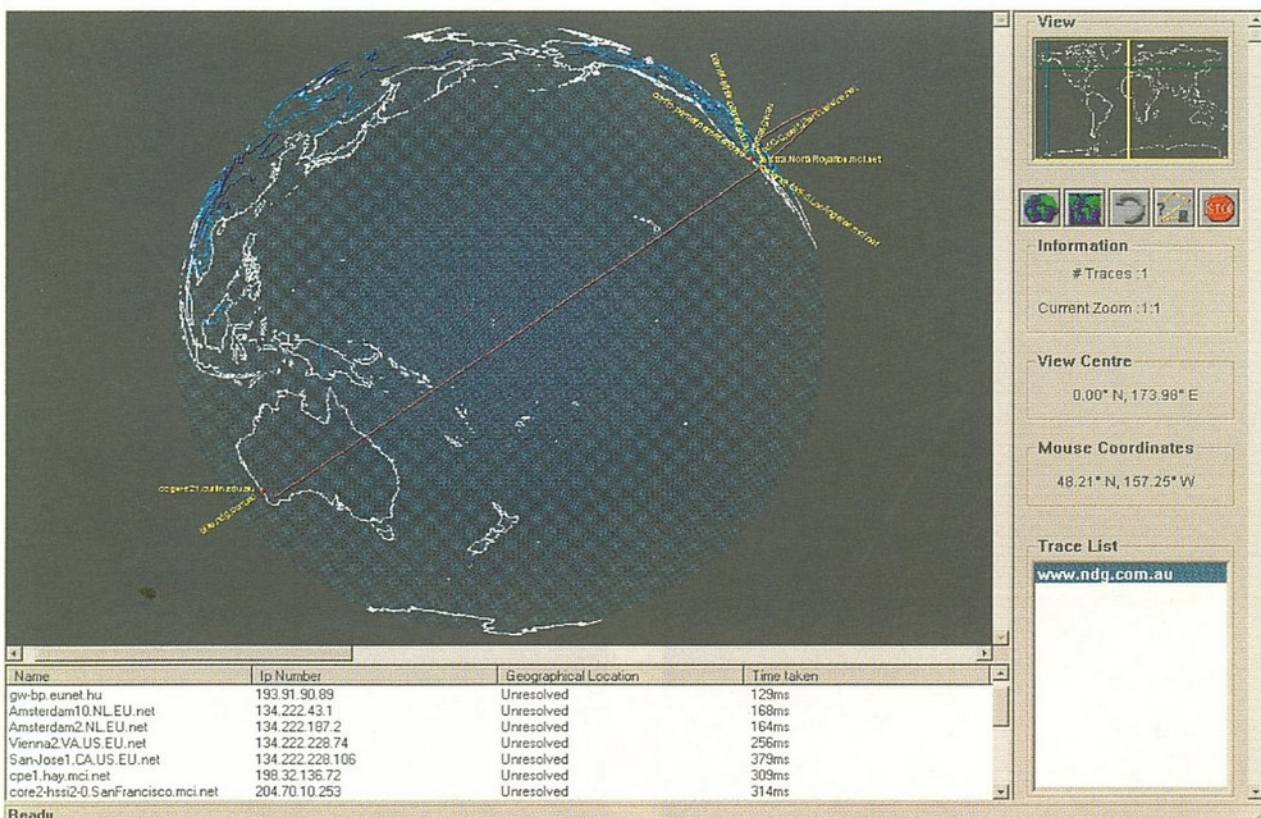 View
STOP
Information
# Traces :1
Current Zoom :1:1
View Centre
0.00° N, 173.98° E
Mouse Coordinates
48.21° N, 157.25° W
Trace List
www.ndg.com.au
Name Ip Number Geographical Location Time taken
gw-bp.eunet.hu 193.91.90.89 Unresolved 129ms
Amsterdam10.NL.EU.net 134.222.43.1 Unresolved 168ms
Amsterdam2.NL.EU.net 134.222.187.2 Unresolved 164ms
Vienna2.VA.US.EU.net 134.222.228.74 Unresolved 256ms
San-Jose1.CA.US.EU.net 134.222.228.106 Unresolved 379ms
cpe1.hay.mci.net 198.32.136.72 Unresolved 309ms
core2-hssi2-0.SanFrancisco.mci.net 204.70.10.253 Unresolved 314ms
Ready